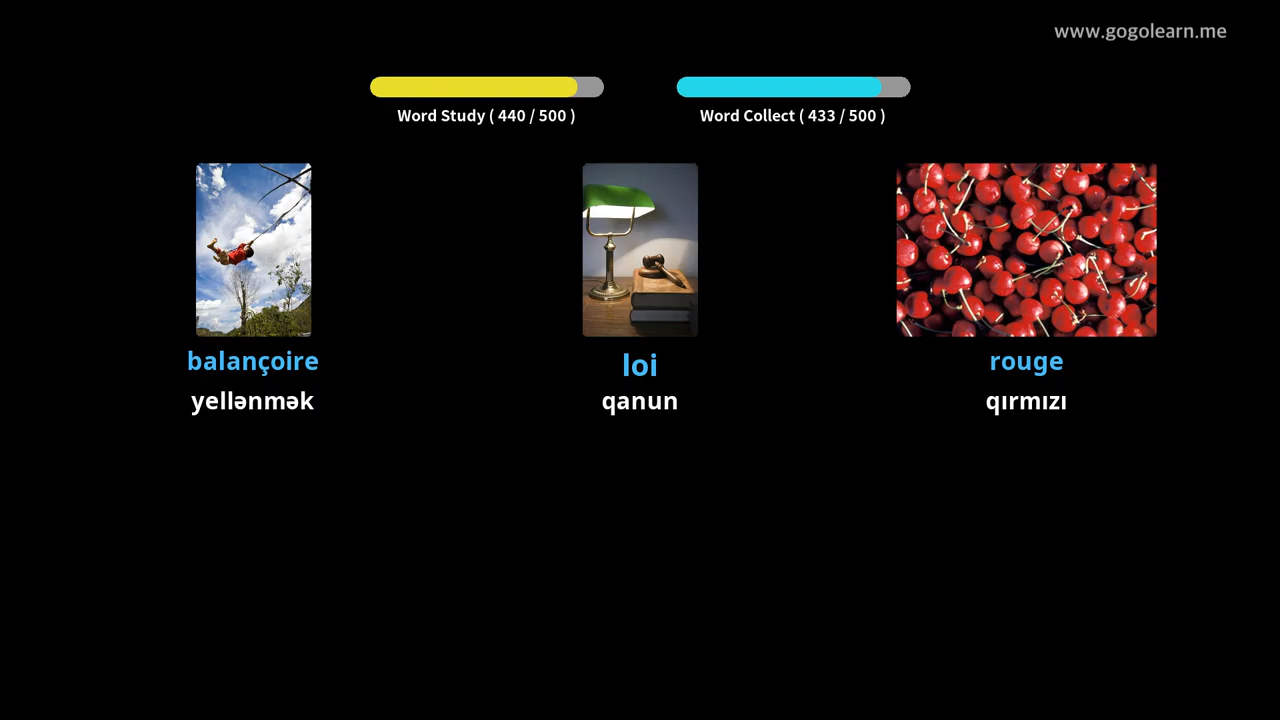 www.gogolearn.me
Word Study ( 440 / 500 )
Word Collect ( 433 / 500 )
balançoire
yellənmək
loi
qanun
rouge
qırmızı